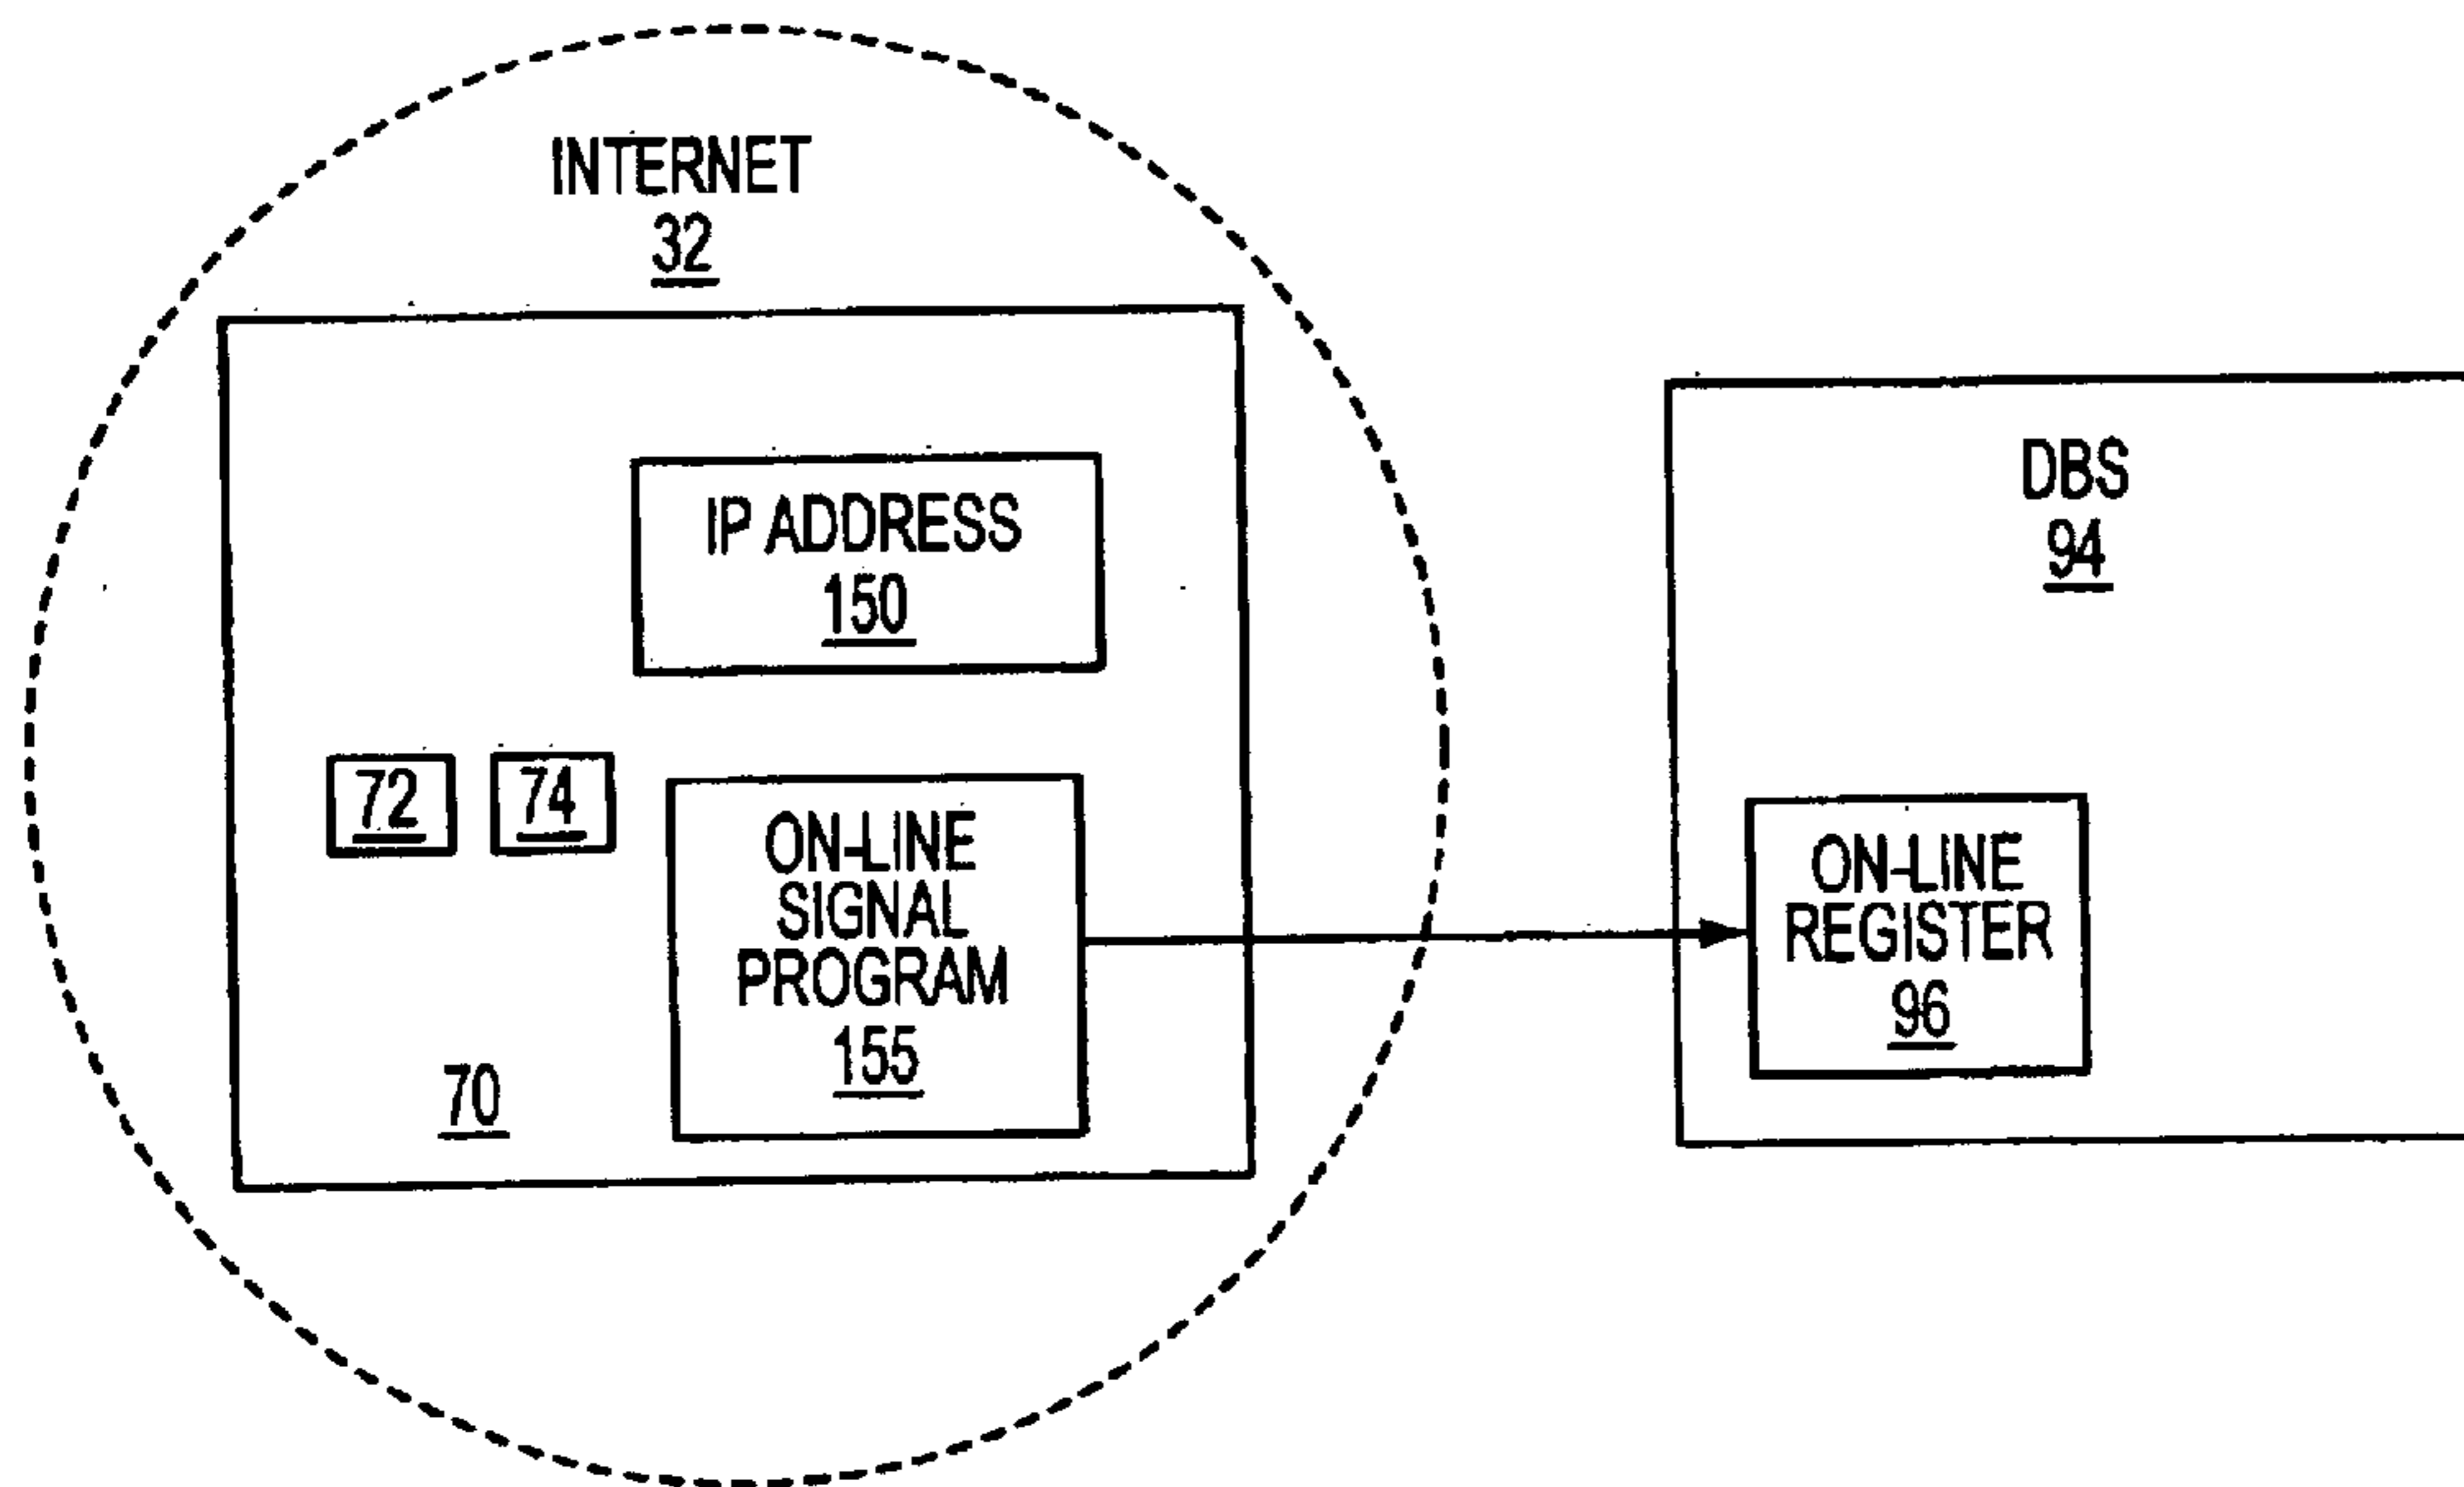 INTERNET
32
IP ADDRESS
150
72
74
ON-LINE
SIGNAL
PROGRAM
155
70
DBS
94
ON-LINE
REGISTER
96